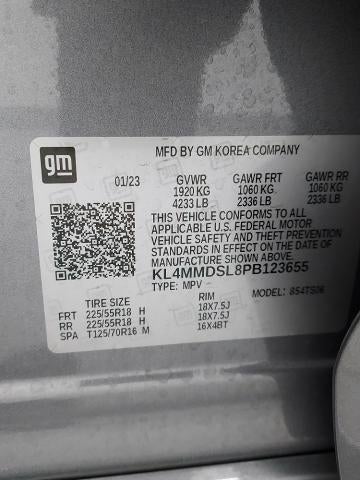 gm
MFD BY GM KOREA COMPANY
01/23 GVWR GAWR FRT GAWR RR
1920 KG 1060 KG 1060 KG
4233 LB 2336 LB 2336 LB
THIS VEHICLE CONFORMS TO ALL
APPLICABLE U.S. FEDERAL MOTOR
VEHICLE SAFETY AND THEFT PREVENTION
STANDARDS IN EFFECT ON THE DATE OF
MANUFACTURE SHOWN ABOVE.
KL4MMDSL8PB123655
TYPE: MPV MODEL: 854TS06
TIRE SIZE RIM
FRT 225/55R18 H 18X7.5J
RR 225/55R18 H 18X7.5J
SPA T125/70R16 M 16X4BT